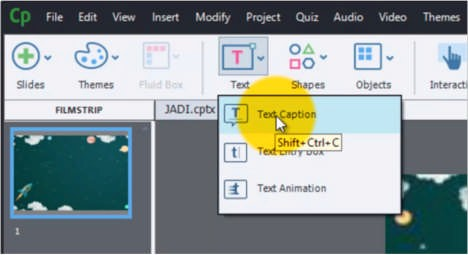 Cp File Edit View Insert Modify Project Quiz Audio Video Themes
Slides Themes Fluid Box Text Shapes Objects Interacti
FILMSTRIP JADI.cptx
Text Caption
Shift+Ctrl+C
Text Entry Box
Text Animation
1